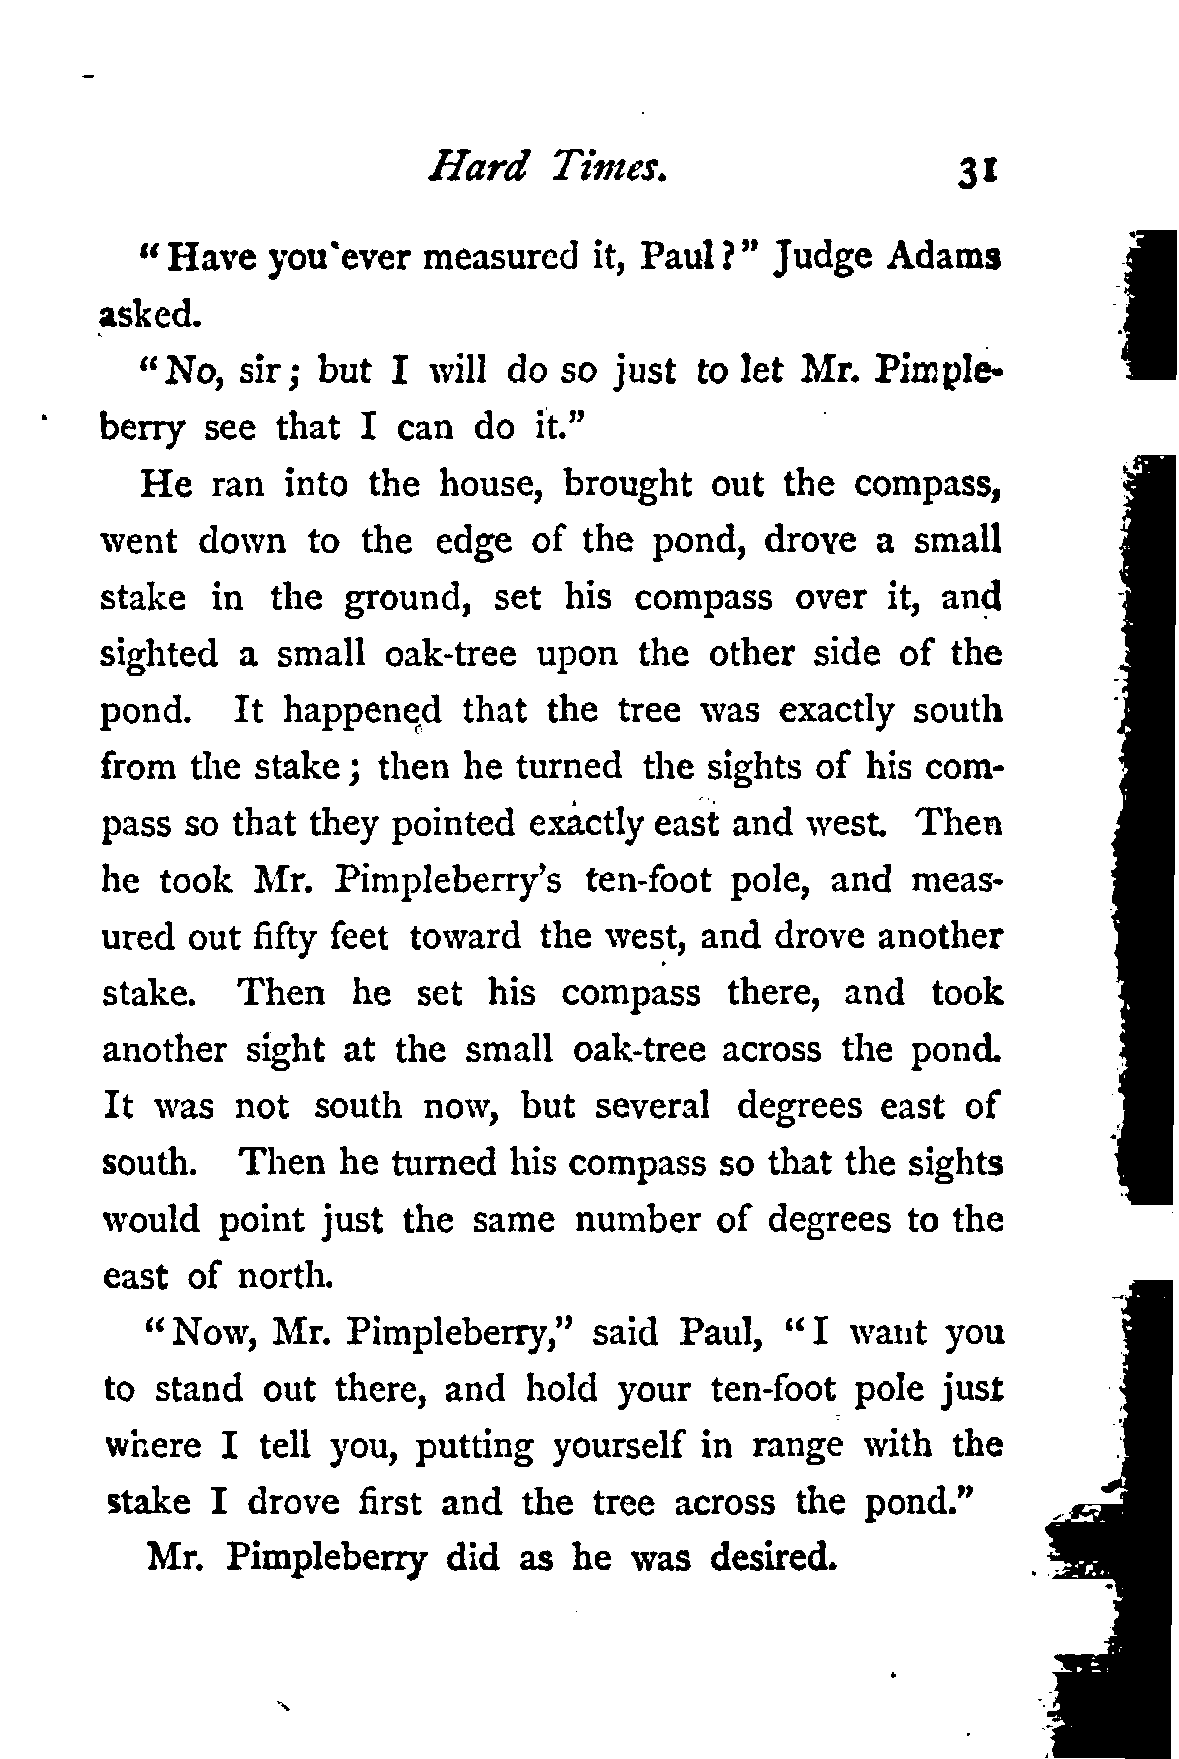 Hard Times. 31
"Have you ever measured it, Paul?" Judge Adams
asked.
"No, sir; but I will do so just to let Mr. Pimple-
berry see that I can do it."
He ran into the house, brought out the compass,
went down to the edge of the pond, drove a small
stake in the ground, set his compass over it, and
sighted a small oak-tree upon the other side of the
pond. It happened that the tree was exactly south
from the stake; then he turned the sights of his com-
pass so that they pointed exactly east and west. Then
he took Mr. Pimpleberry's ten-foot pole, and meas-
ured out fifty feet toward the west, and drove another
stake. Then he set his compass there, and took
another sight at the small oak-tree across the pond.
It was not south now, but several degrees east of
south. Then he turned his compass so that the sights
would point just the same number of degrees to the
east of north.
"Now, Mr. Pimpleberry," said Paul, "I want you
to stand out there, and hold your ten-foot pole just
where I tell you, putting yourself in range with the
stake I drove first and the tree across the pond."
Mr. Pimpleberry did as he was desired.